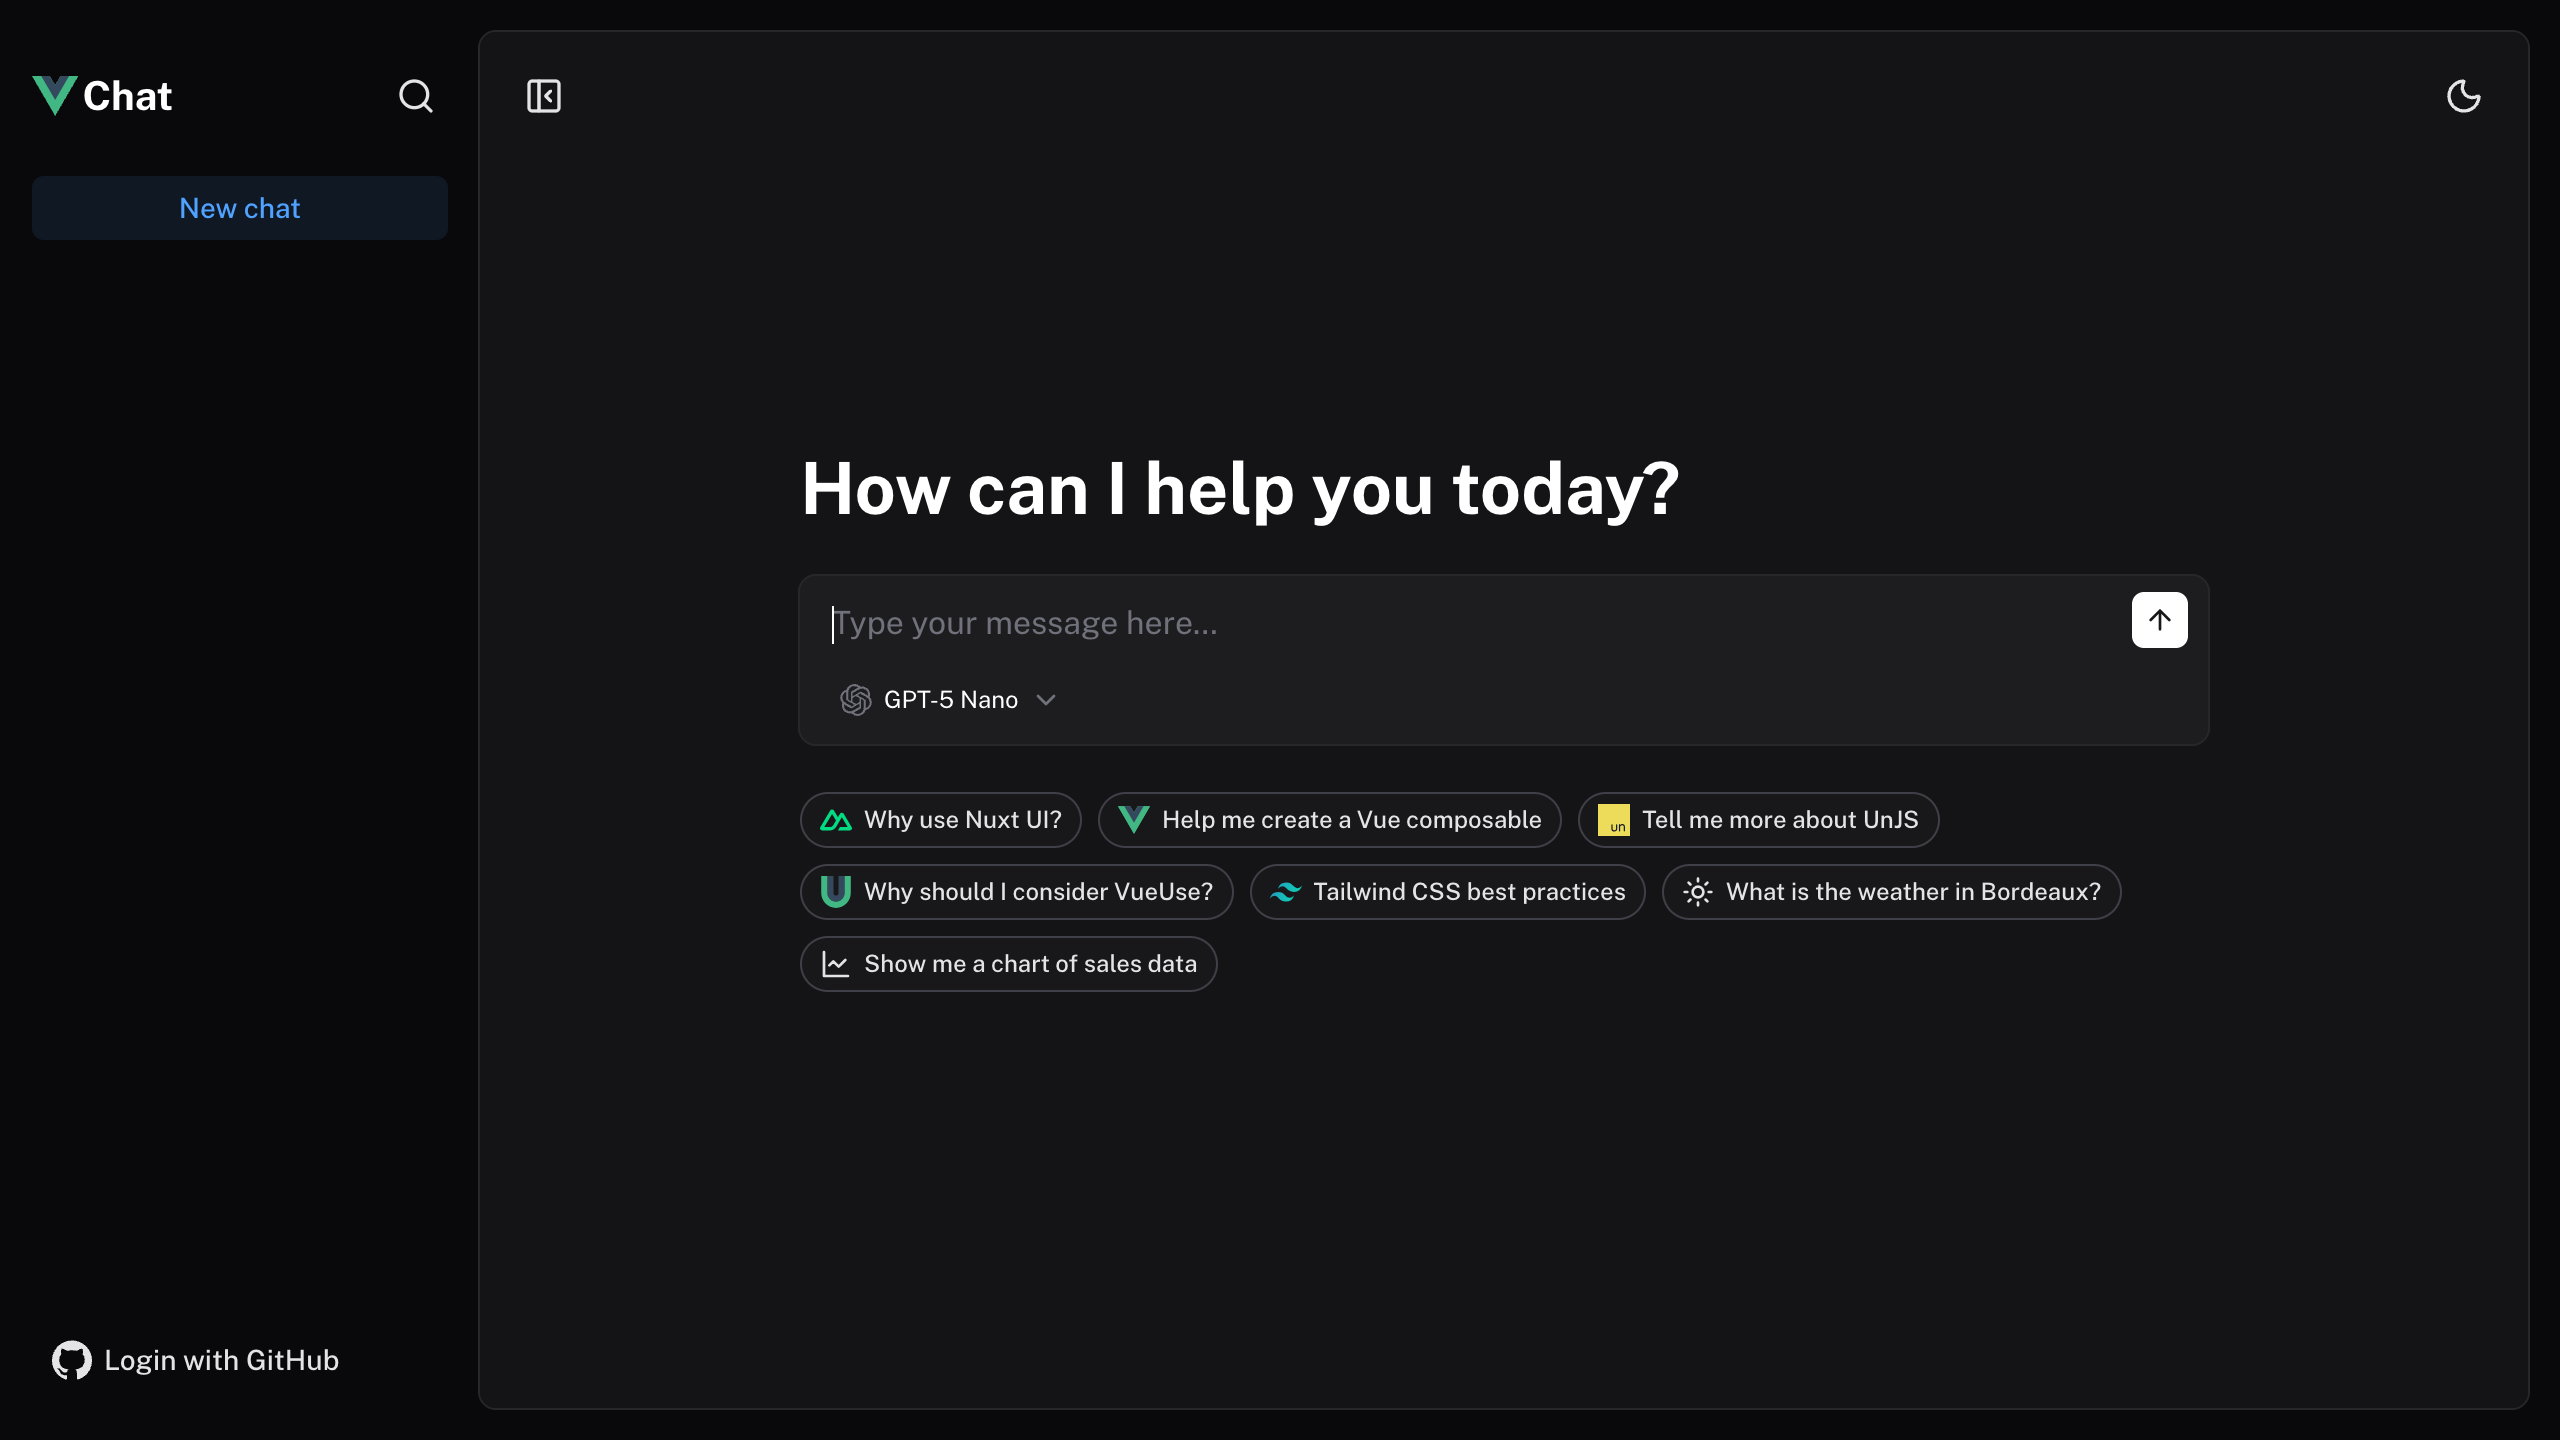 Chat
New chat
How can I help you today?
Type your message here...
GPT-5 Nano
Why use Nuxt UI?
Help me create a Vue composable
un
Tell me more about UnJS
Why should I consider VueUse?
Tailwind CSS best practices
What is the weather in Bordeaux?
Show me a chart of sales data
Login with GitHub